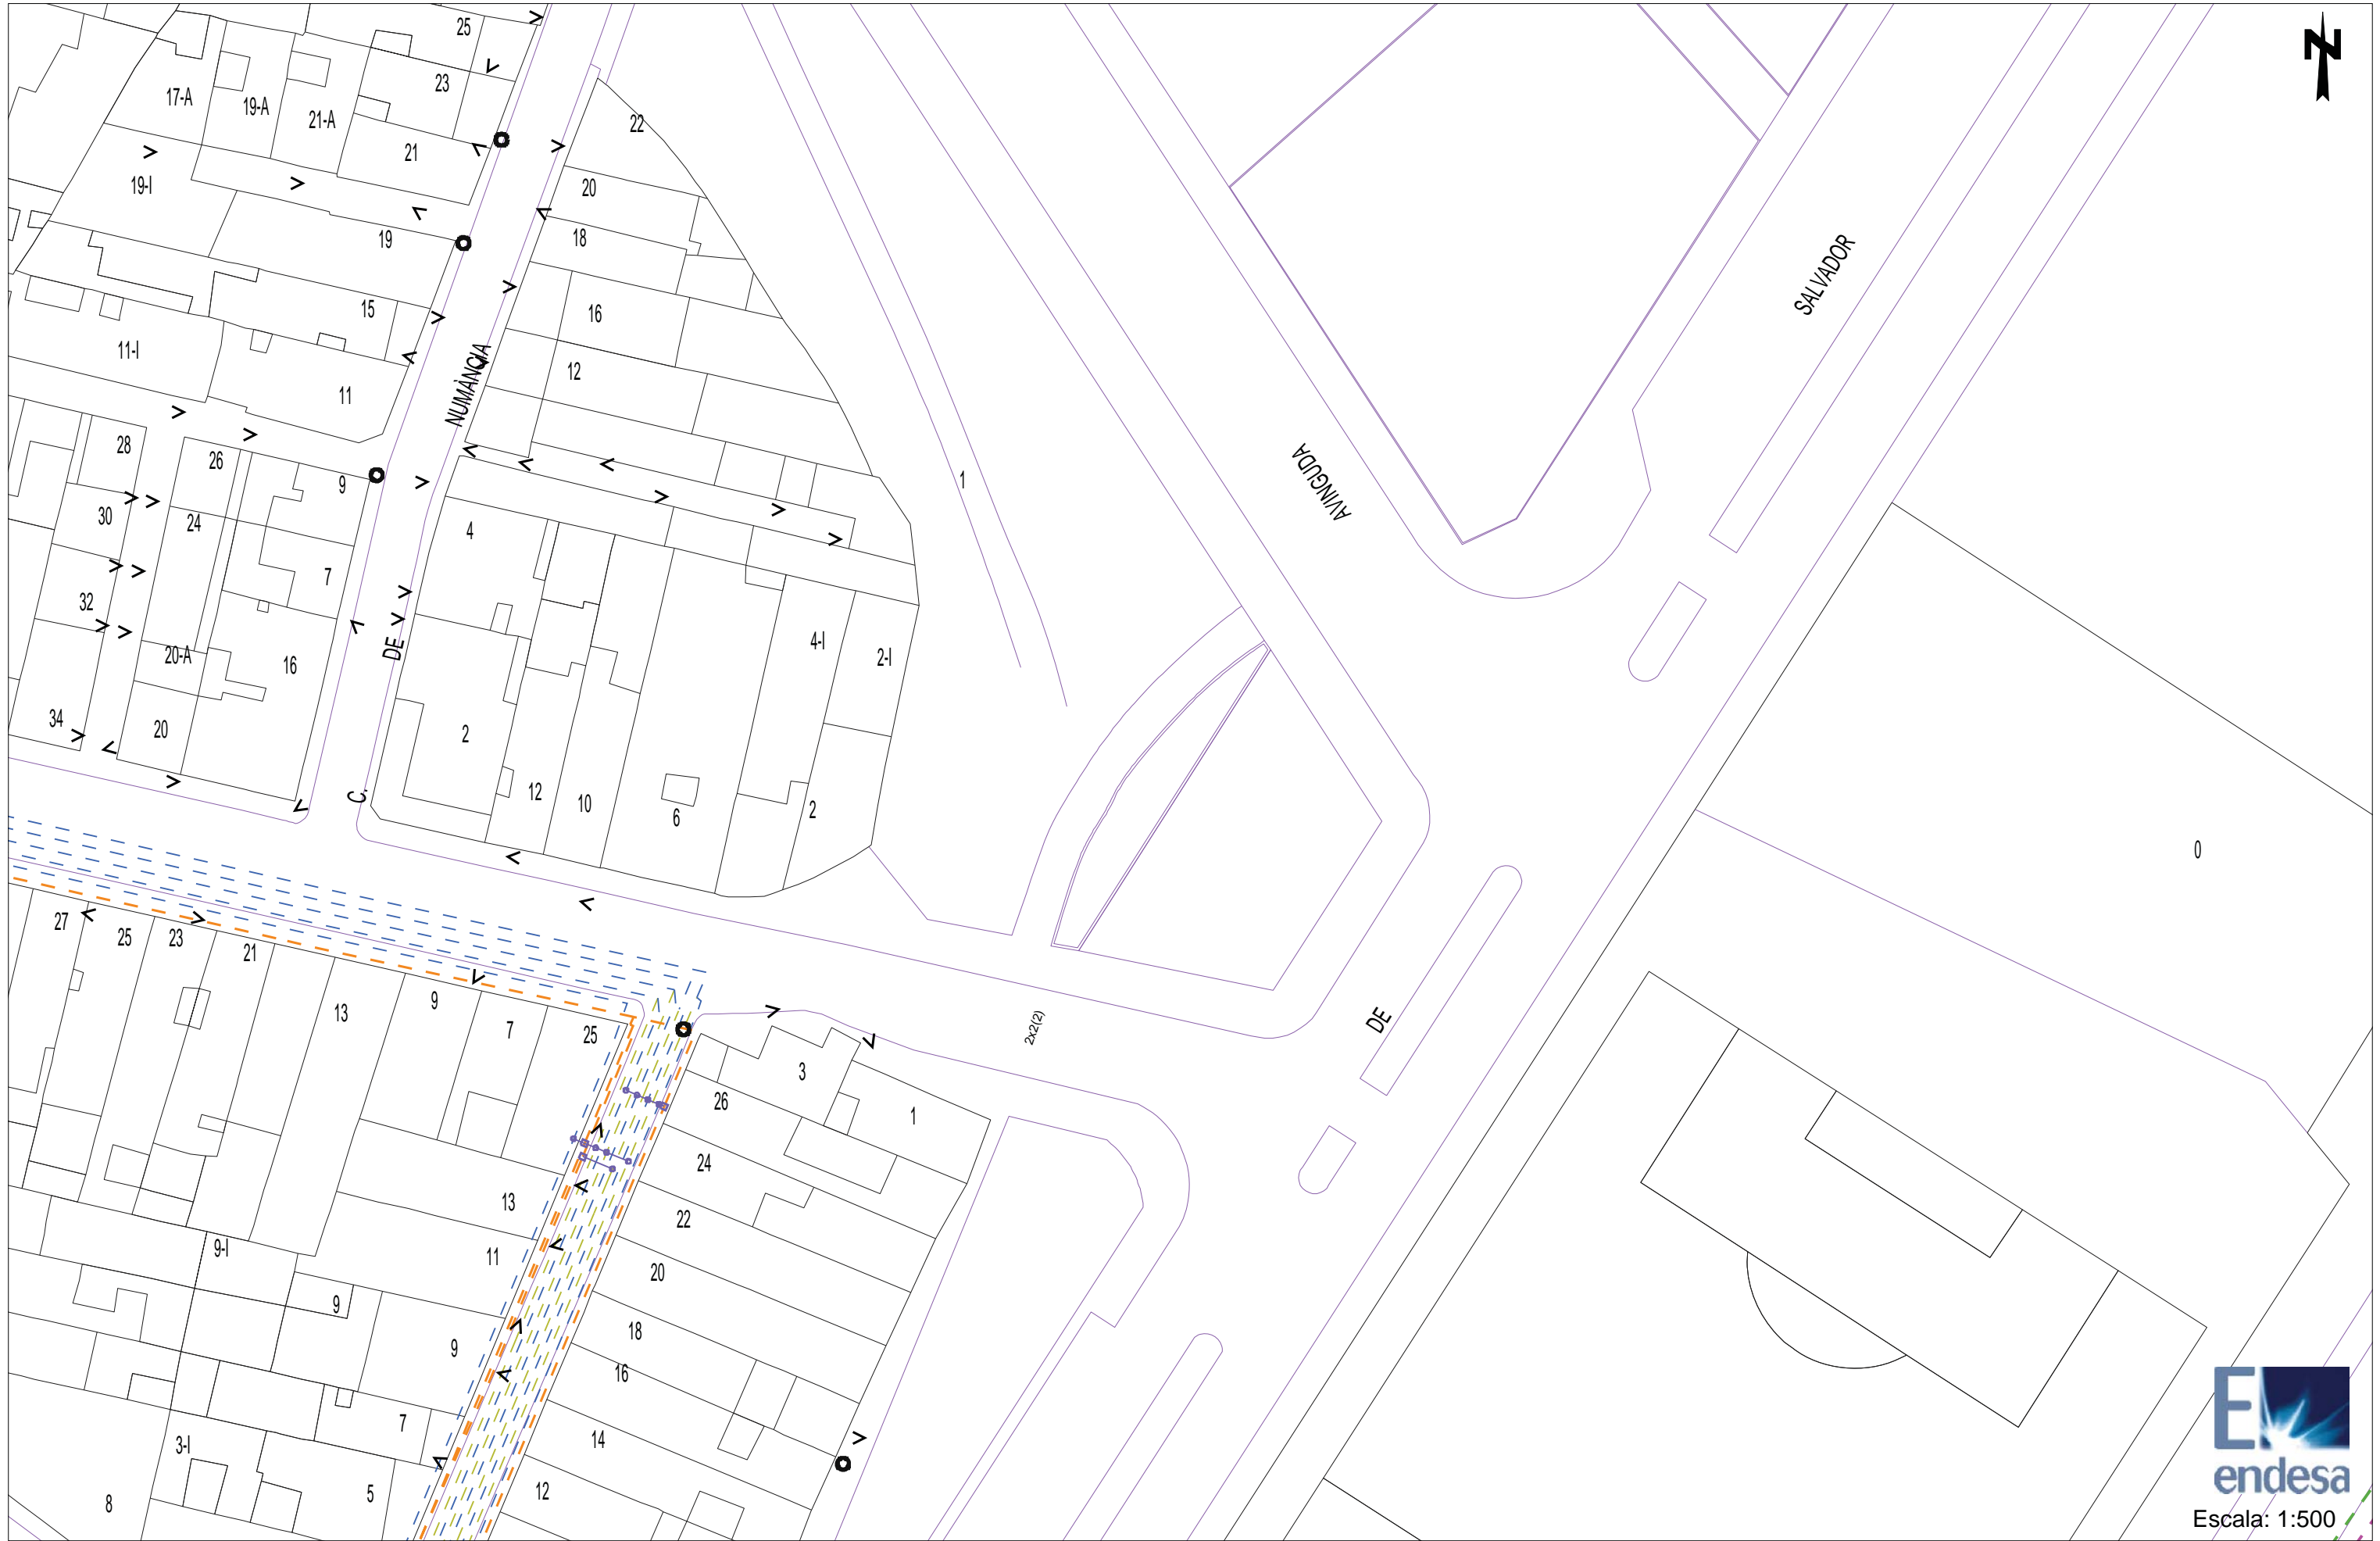 25
N
23
17-A
19-A
21-A
22
21
19-I
20
19
18
SALVADOR
15
16
11-I
12
NUMÀNCIA
11
28
26
9
1
AVINGUDA
30
24
4
7
32
DE
4-I
2-I
20-A
16
34
20
2
C.
12
10
6
2
0
27
25
23
21
9
13
7
25
2x2(2)
DE
3
26
1
24
13
22
9-I
11
20
9
18
9
16
7
3-I
14
5
12
8
E
endesa
Escala: 1:500